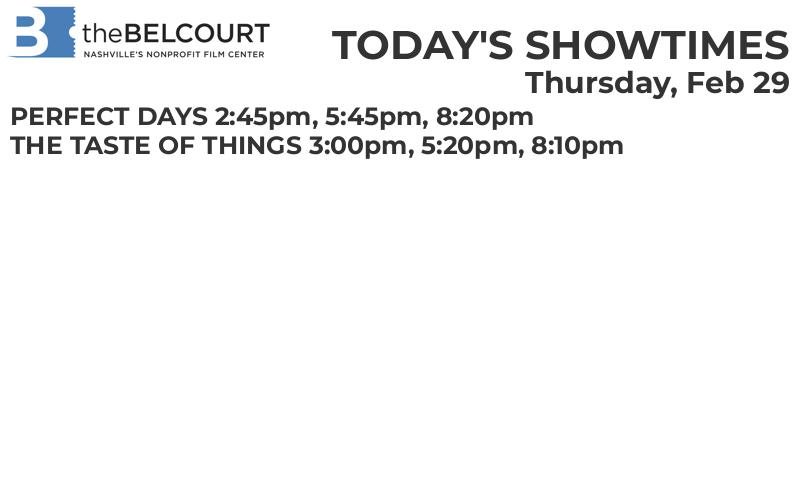 B theBELCOURT
NASHVILLE'S NONPROFIT FILM CENTER
TODAY'S SHOWTIMES
Thursday, Feb 29
PERFECT DAYS 2:45pm, 5:45pm, 8:20pm
THE TASTE OF THINGS 3:00pm, 5:20pm, 8:10pm